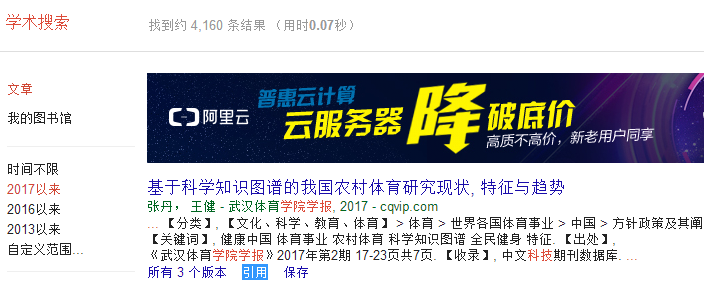 学术搜索
找到约 4,160 条结果 （用时0.07秒）
文章
我的图书馆
时间不限
2017以来
2016以来
2013以来
自定义范围...
阿里云
普惠云计算
云服务器 降 破底价
高质不高价，新老用户同享
基于科学知识图谱的我国农村体育研究现状, 特征与趋势
张丹， 王健 - 武汉体育学院学报, 2017 - cqvip.com
... 【分类】, 【文化、科学、教育、体育】 > 体育 > 世界各国体育事业 > 中国 > 方针政策及其阐
【关键词】, 健康中国 体育事业 农村体育 科学知识图谱 全民健身 特征. 【出处】,
《武汉体育学院学报》2017年第2期 17-23页共7页. 【收录】, 中文科技期刊数据库. ...
所有 3 个版本 引用 保存